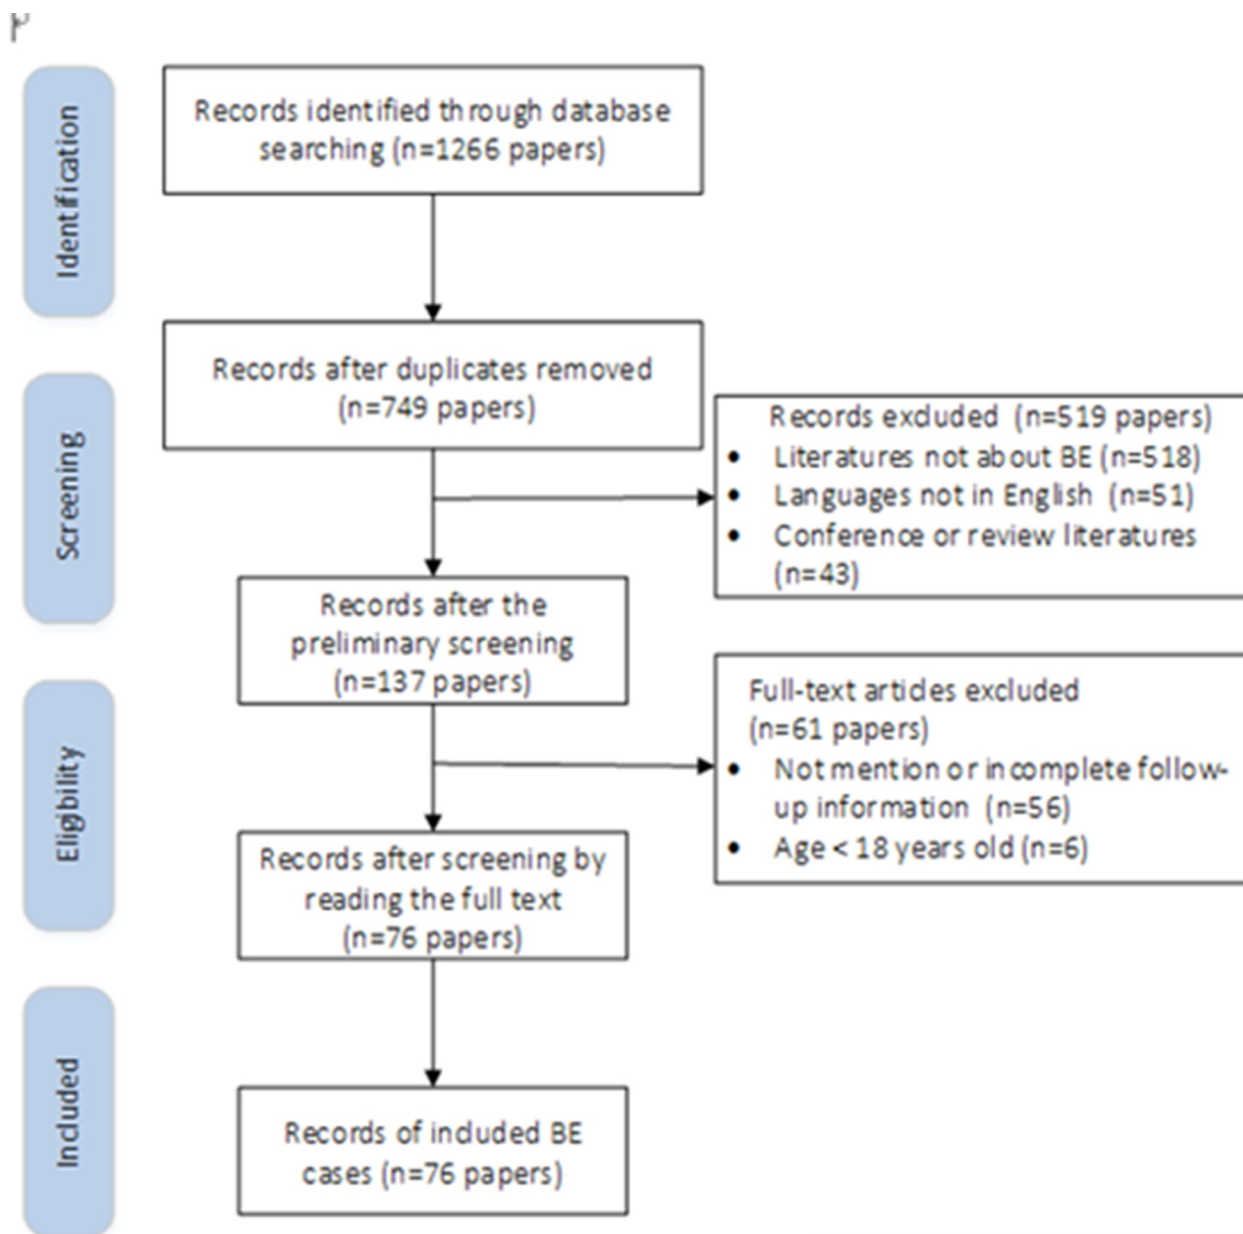 Identification
Records identified through database
searching (n=1266 papers)
Records after duplicates removed
(n=749 papers)
Screening
Records excluded (n=519 papers)
• Literatures not about BE (n=518)
• Languages not in English (n=51)
• Conference or review literatures
(n=43)
Records after the
preliminary screening
(n=137 papers)
Eligibility
Full-text articles excluded
(n=61 papers)
• Not mention or incomplete follow-
up information (n=56)
• Age < 18 years old (n=6)
Records after screening by
reading the full text
(n=76 papers)
Included
Records of included BE
cases (n=76 papers)